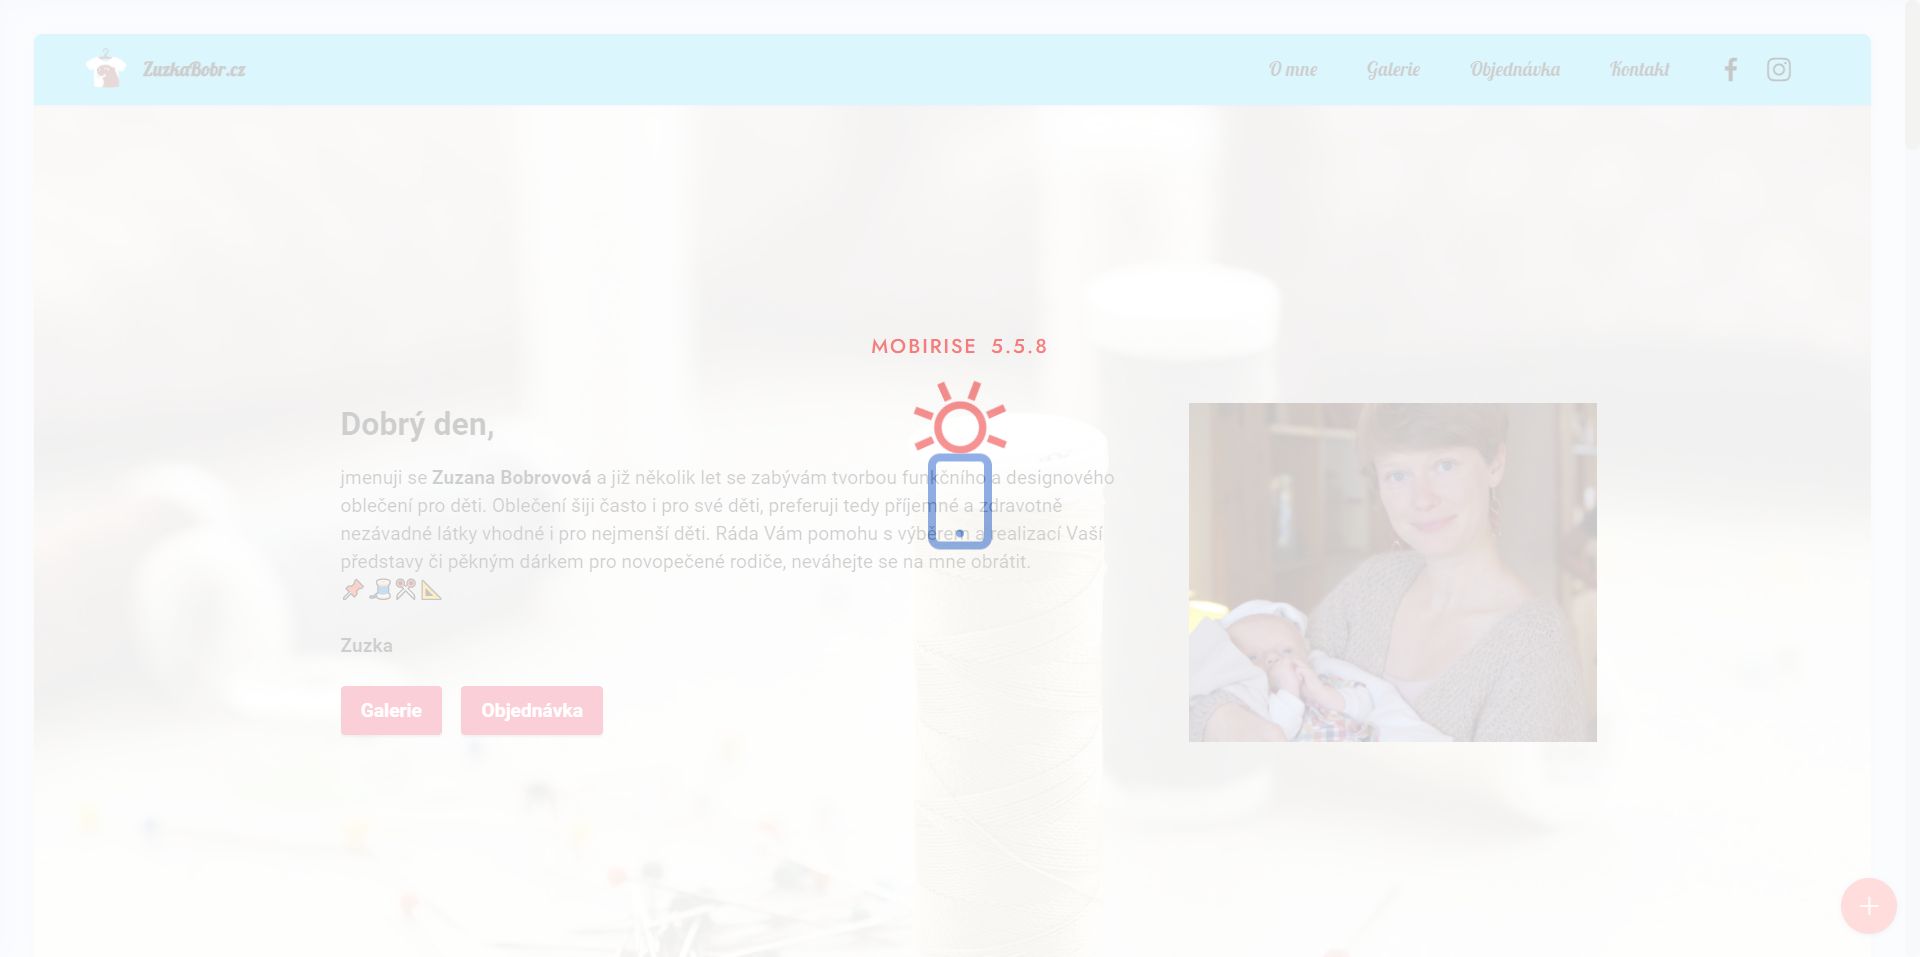 ZuzkaBobr.cz
O mne
Galerie
Objednávka
Kontakt
MOBIRISE 5.5.8
Dobrý den,
jmenuji se Zuzana Bobrovová a již několik let se zabývám tvorbou funkčního a designového
oblečení pro děti. Oblečení šiji často i pro své děti, preferuji tedy příjemné a zdravotně
nezávadné látky vhodné i pro nejmenší děti. Ráda Vám pomohu s výběrem a realizací Vaší
představy či pěkným dárkem pro novopečené rodiče, neváhejte se na mne obrátit.
Zuzka
Galerie
Objednávka